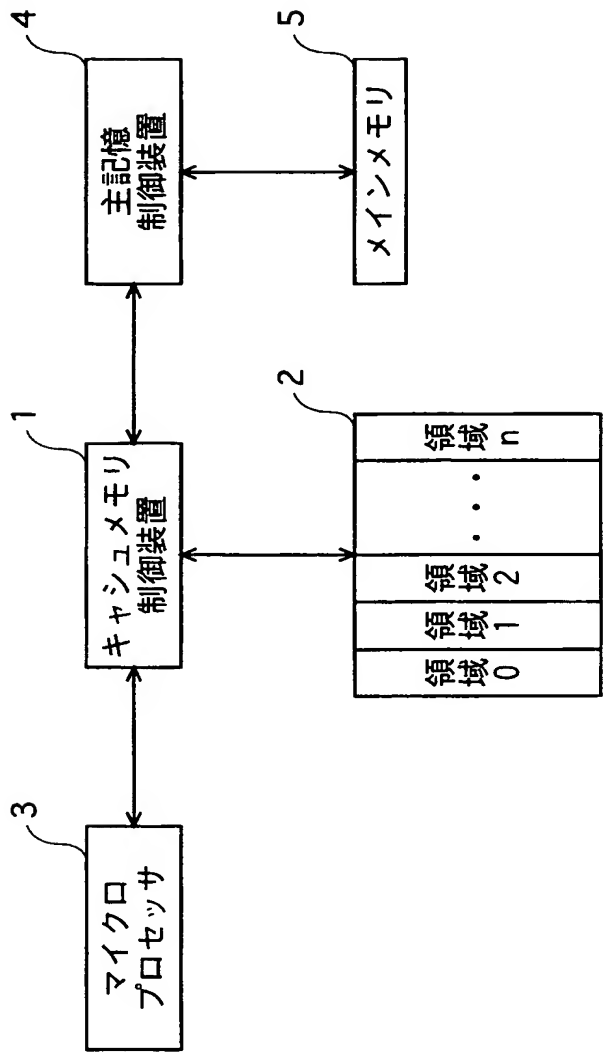 3
マイクロ
プロセッサ
1
キャシュメモリ
制御装置
4
主記憶
制御装置
2
領域
0
領域
1
領域
2
・・・
領域
n
5
メインメモリ